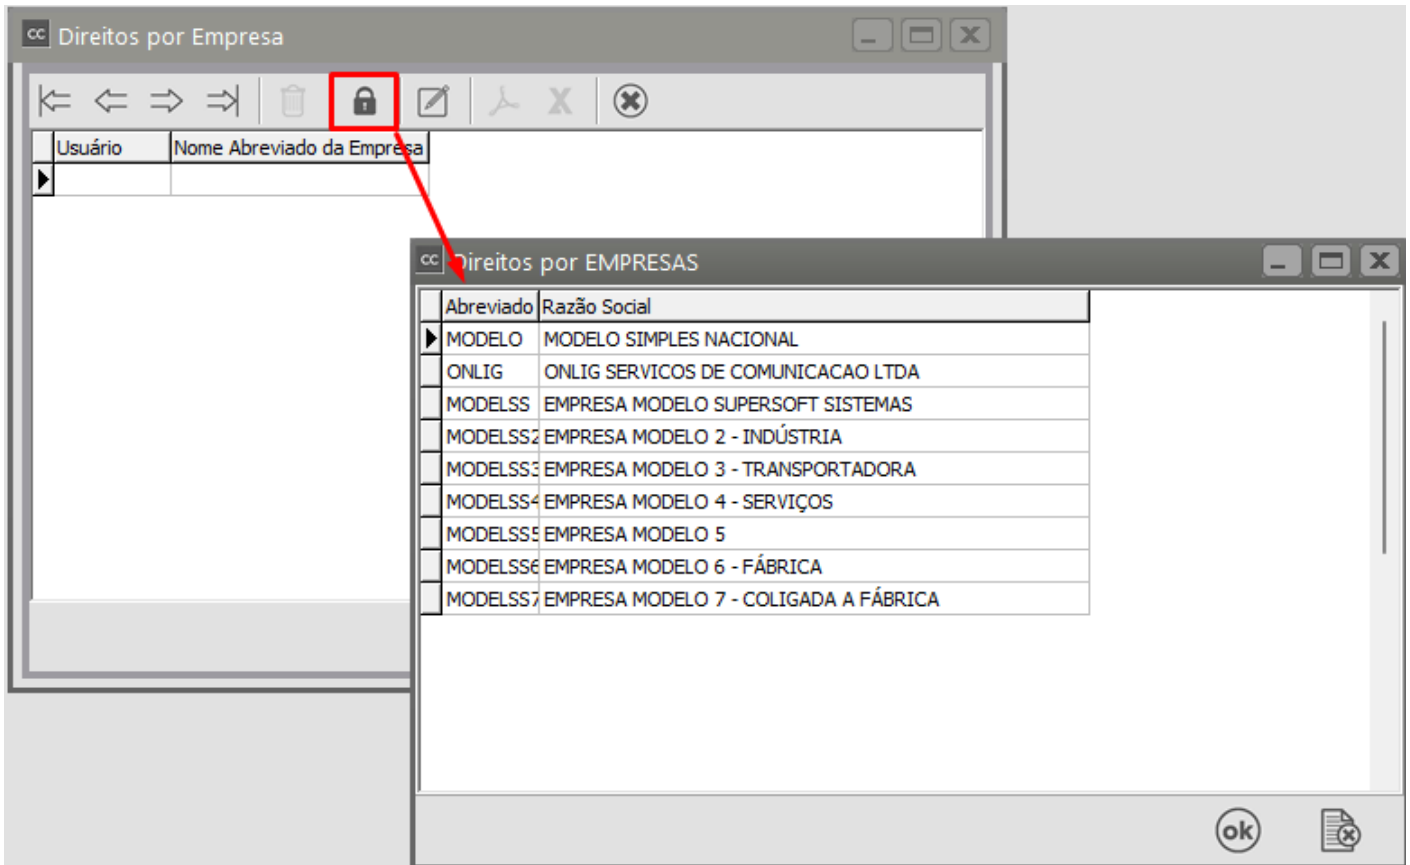 cc Direitos por Empresa
Usuário Nome Abreviado da Empresa
cc Direitos por EMPRESAS
Abreviado Razão Social
MODELO MODELO SIMPLES NACIONAL
ONLIG ONLIG SERVICOS DE COMUNICACAO LTDA
MODELSS EMPRESA MODELO SUPERSOFT SISTEMAS
MODELSS2 EMPRESA MODELO 2 - INDÚSTRIA
MODELSS3 EMPRESA MODELO 3 - TRANSPORTADORA
MODELSS4 EMPRESA MODELO 4 - SERVIÇOS
MODELSS5 EMPRESA MODELO 5
MODELSS6 EMPRESA MODELO 6 - FÁBRICA
MODELSS7 EMPRESA MODELO 7 - COLIGADA A FÁBRICA
ok